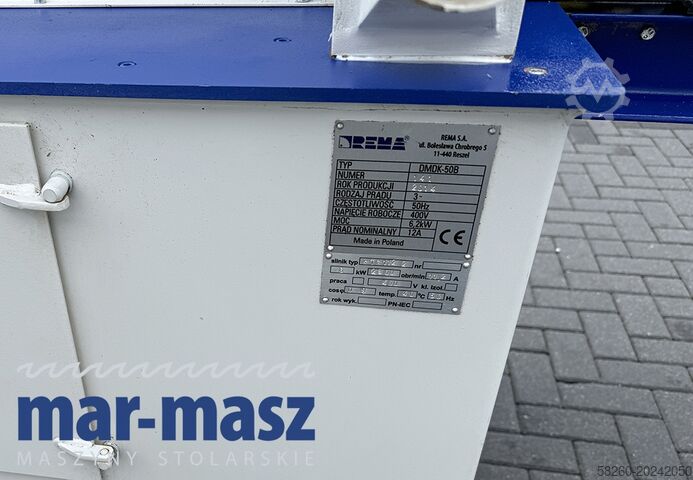 REMA®
REMA S.A.
ul. Bolesława Chrobrego 5
11-440 Reszel
TYP DMDK-50B
NUMER 141
ROK PRODUKCJI
RODZAJ PRĄDU 3~
CZĘSTOTLIWOŚĆ 50Hz
NAPIĘCIE ROBOCZE 400V
MOC 6,2kW
PRĄD NOMINALNY 12A
CE
Made in Poland
silnik typ nr
kW obr/min A
praca V kl. izol.
cosφ temp. °C Hz
rok wyk. PN-IEC
mar-masz
MASZYNY STOLARSKIE
58260-20242050